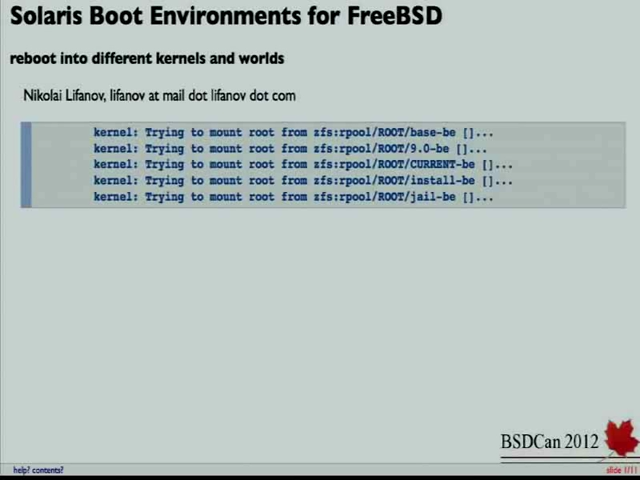 Solaris Boot Environments for FreeBSD
reboot into different kernels and worlds
Nikolai Lifanov, lifanov at mail dot lifanov dot com
kernel: Trying to mount root from zfs:rpool/ROOT/base-be []...
kernel: Trying to mount root from zfs:rpool/ROOT/9.0-be []...
kernel: Trying to mount root from zfs:rpool/ROOT/CURRENT-be []...
kernel: Trying to mount root from zfs:rpool/ROOT/install-be []...
kernel: Trying to mount root from zfs:rpool/ROOT/jail-be []...
BSDCan 2012
help? contents?
slide 1/11